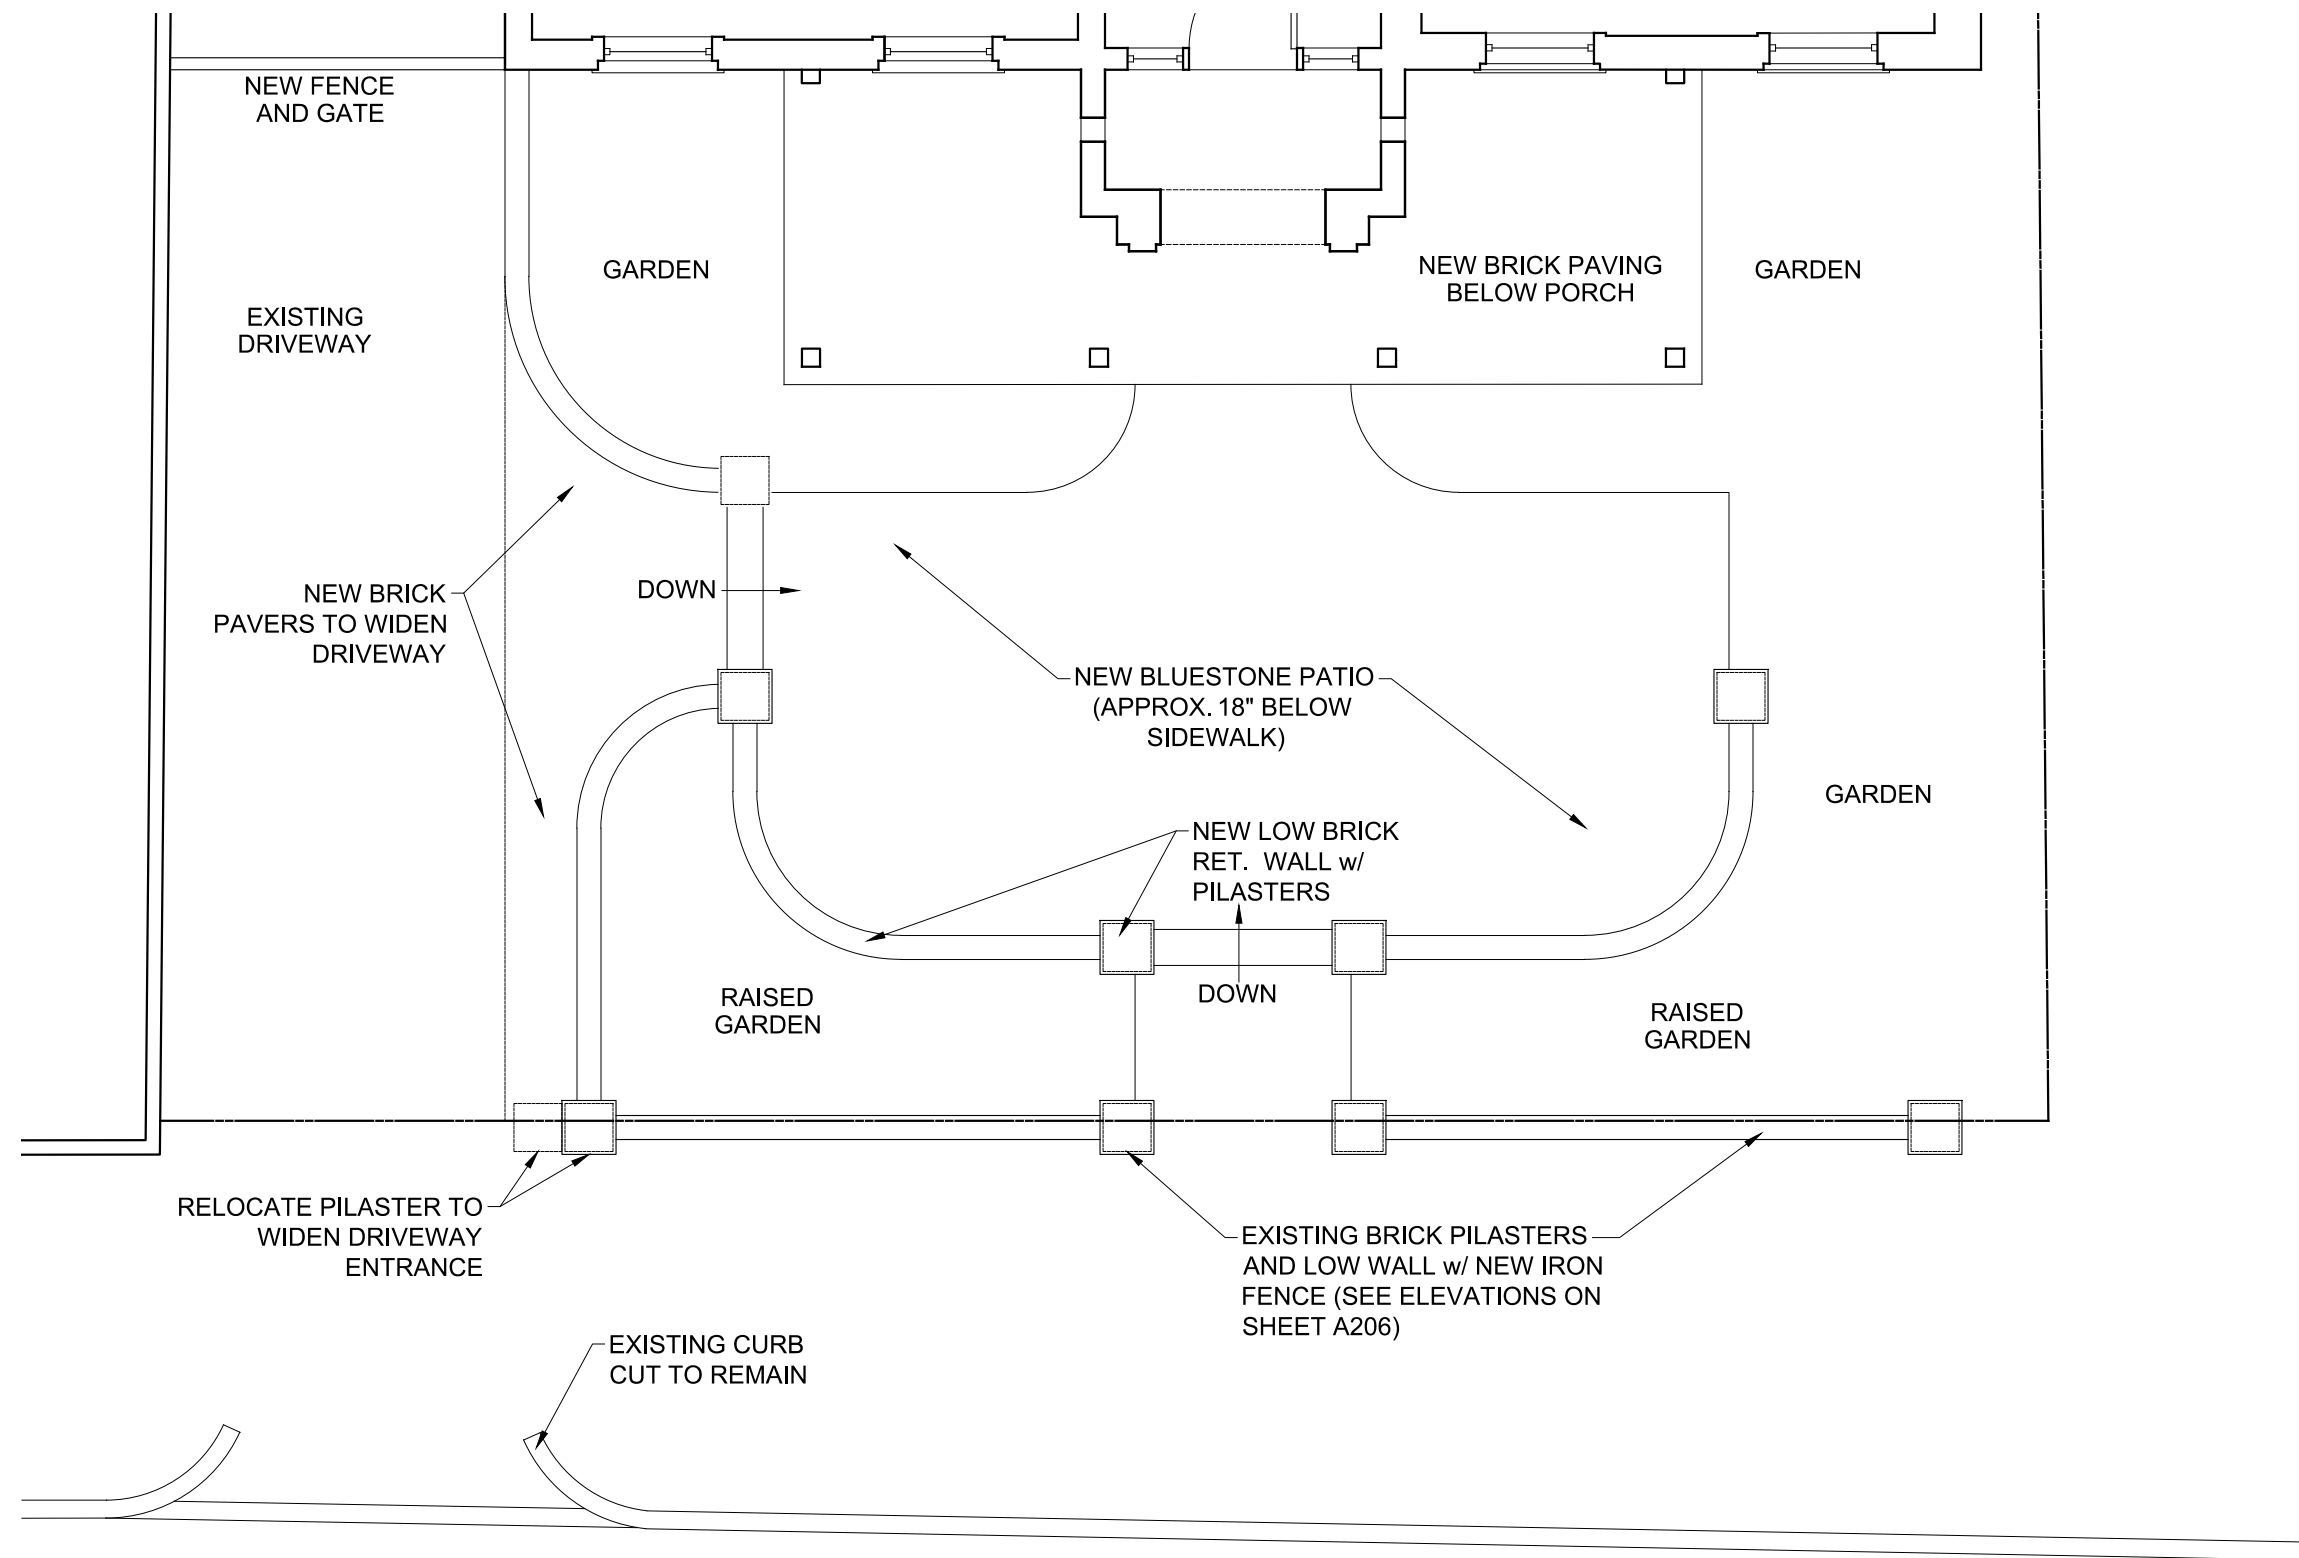 NEW FENCE
AND GATE
GARDEN
NEW BRICK PAVING
BELOW PORCH
GARDEN
EXISTING
DRIVEWAY
NEW BRICK
PAVERS TO WIDEN
DRIVEWAY
DOWN
NEW BLUESTONE PATIO
(APPROX. 18" BELOW
SIDEWALK)
GARDEN
NEW LOW BRICK
RET. WALL w/
PILASTERS
DOWN
RAISED
GARDEN
RAISED
GARDEN
RELOCATE PILASTER TO
WIDEN DRIVEWAY
ENTRANCE
EXISTING BRICK PILASTERS
AND LOW WALL w/ NEW IRON
FENCE (SEE ELEVATIONS ON
SHEET A206)
EXISTING CURB
CUT TO REMAIN